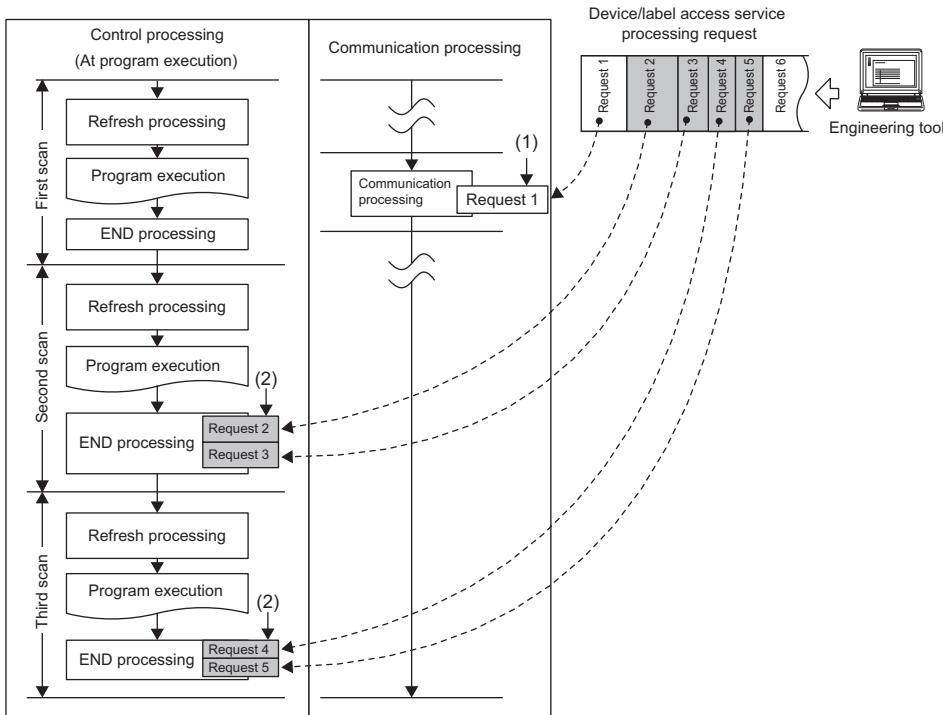 Device/label access service
processing request
Control processing
(At program execution)
Communication processing
Request 1
Request 2
Request 3
Request 4
Request 5
Request 6
Engineering tool
First scan
Refresh processing
Program execution
END processing
(1)
Communication
processing
Request 1
Second scan
Refresh processing
Program execution
(2)
END processing
Request 2
Request 3
Third scan
Refresh processing
Program execution
(2)
END processing
Request 4
Request 5